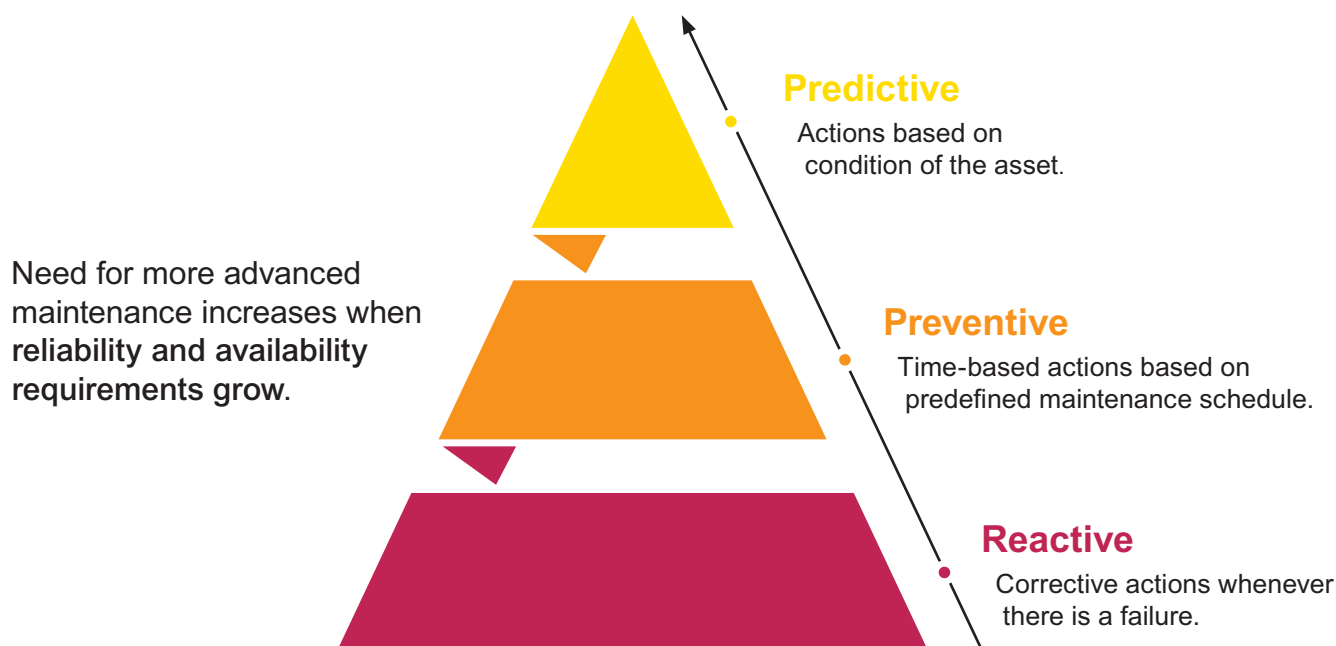 Predictive
Actions based on
condition of the asset.
Need for more advanced
maintenance increases when
reliability and availability
requirements grow.
Preventive
Time-based actions based on
predefined maintenance schedule.
Reactive
Corrective actions whenever
there is a failure.